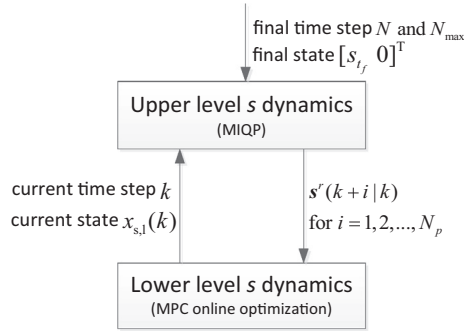 final time step N and N_max
final state [s_{t_f} 0]^T
Upper level s dynamics
(MIQP)
current time step k
current state x_{s,l}(k)
s^r(k+i|k)
for i=1,2,...,N_p
Lower level s dynamics
(MPC online optimization)